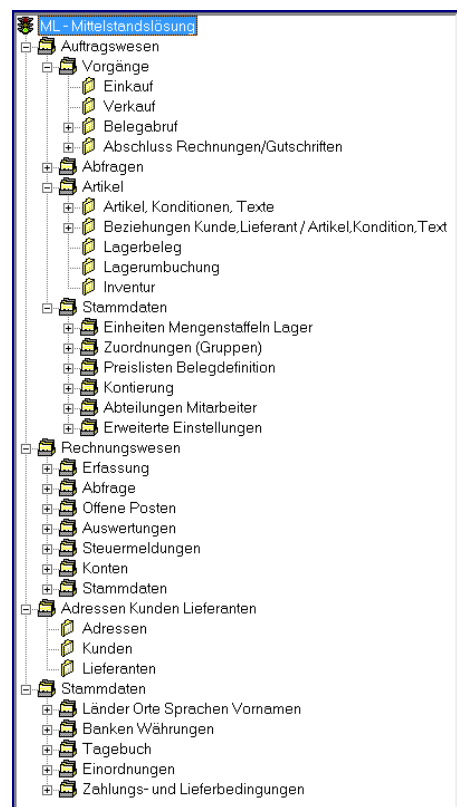 ML - Mittelstandslösung
Auftragswesen
Vorgänge
Einkauf
Verkauf
Belegabruf
Abschluss Rechnungen/Gutschriften
Abfragen
Artikel
Artikel, Konditionen, Texte
Beziehungen Kunde,Lieferant / Artikel,Kondition,Text
Lagerbeleg
Lagerumbuchung
Inventur
Stammdaten
Einheiten Mengenstaffeln Lager
Zuordnungen (Gruppen)
Preislisten Belegdefinition
Kontierung
Abteilungen Mitarbeiter
Erweiterte Einstellungen
Rechnungswesen
Erfassung
Abfrage
Offene Posten
Auswertungen
Steuermeldungen
Konten
Stammdaten
Adressen Kunden Lieferanten
Adressen
Kunden
Lieferanten
Stammdaten
Länder Orte Sprachen Vornamen
Banken Währungen
Tagebuch
Einordnungen
Zahlungs- und Lieferbedingungen